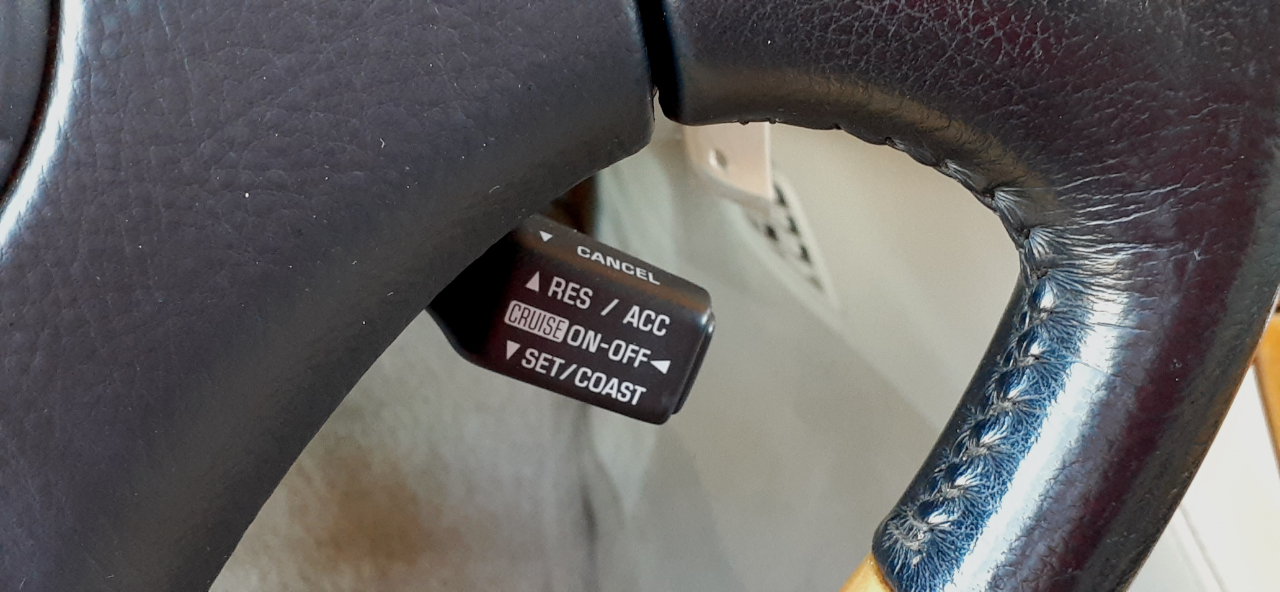 ▼ CANCEL
▲ RES / ACC
CRUISE ON-OFF ◄
▼ SET/COAST